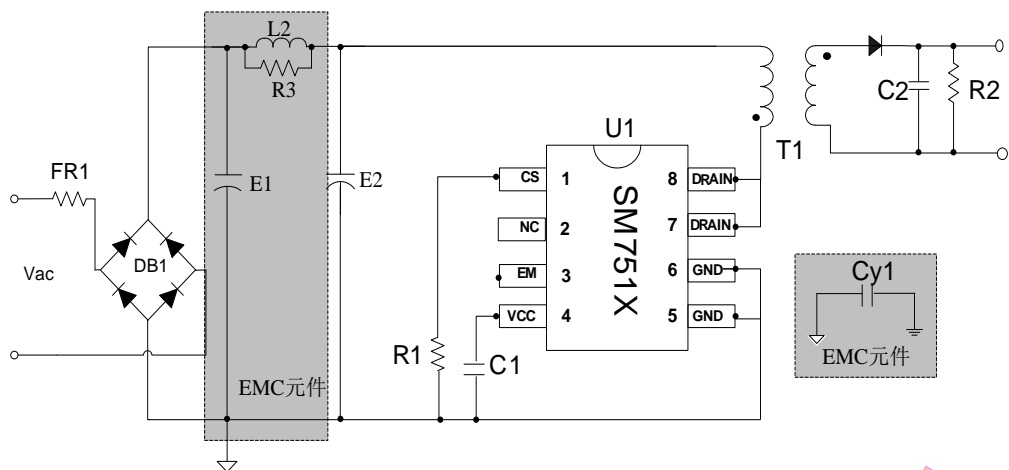 L2
R3
FR1
E1
E2
Vac
DB1
EMC元件
R1
C1
U1
SM751X
CS 1
NC 2
EM 3
VCC 4
8 DRAIN
7 DRAIN
6 GND
5 GND
T1
C2
R2
Cy1
EMC元件